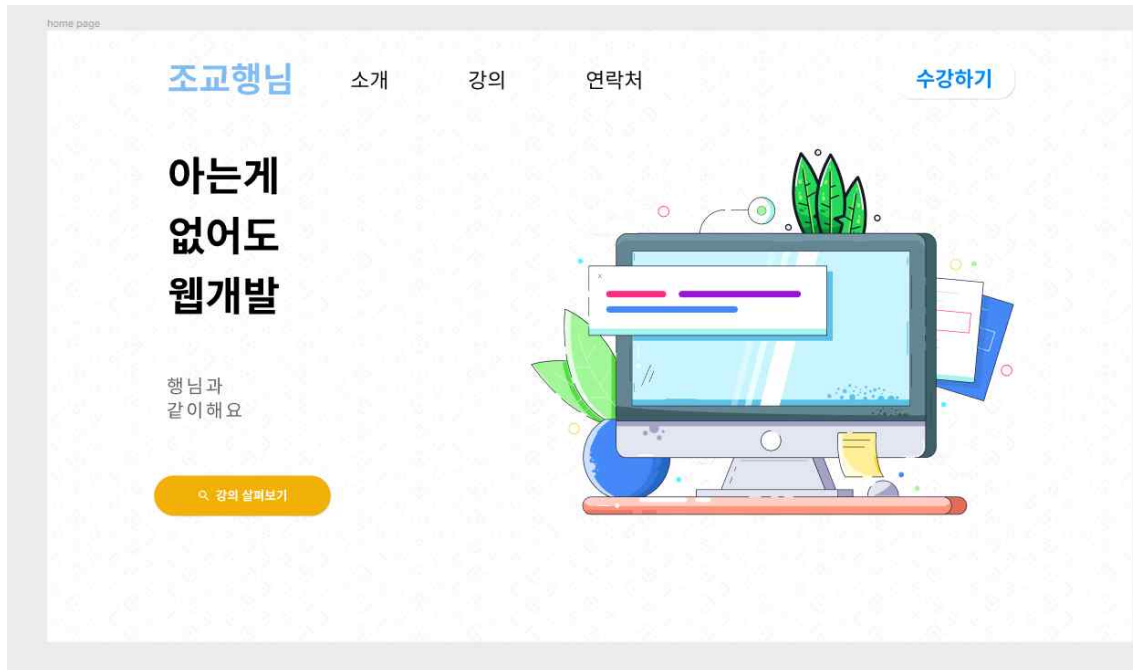 home page
조교행님 소개 강의 연락처 수강하기
아는게
없어도
웹개발
행님과
같이해요
강의 살펴보기